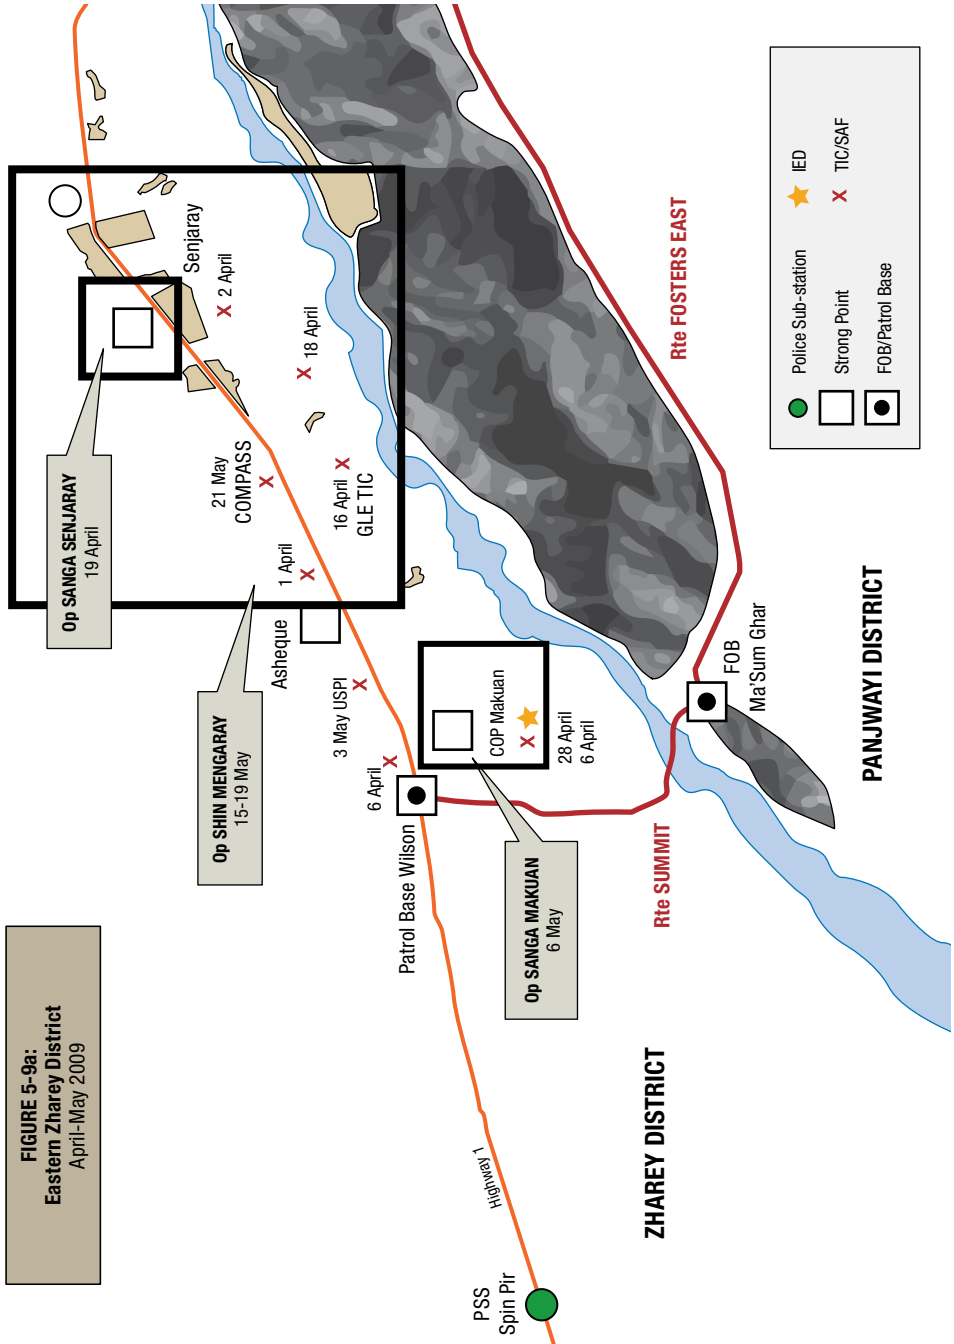 FIGURE 5-9a:
Eastern Zharey District
April-May 2009
Op SHIN MENGARAY
15-19 May
Op SANGA SENJARAY
19 April
Op SANGA MAKUAN
6 May
PSS
Spin Pir
Highway 1
Patrol Base Wilson
6 April
3 May USPI
Asheque
1 April
21 May
COMPASS
16 April
GLE TIC
18 April
2 April
Senjaray
COP Makuan
28 April
6 April
Rte SUMMIT
FOB
Ma'Sum Ghar
Rte FOSTERS EAST
ZHAREY DISTRICT
PANJWAYI DISTRICT
Police Sub-station
Strong Point
FOB/Patrol Base
IED
TIC/SAF